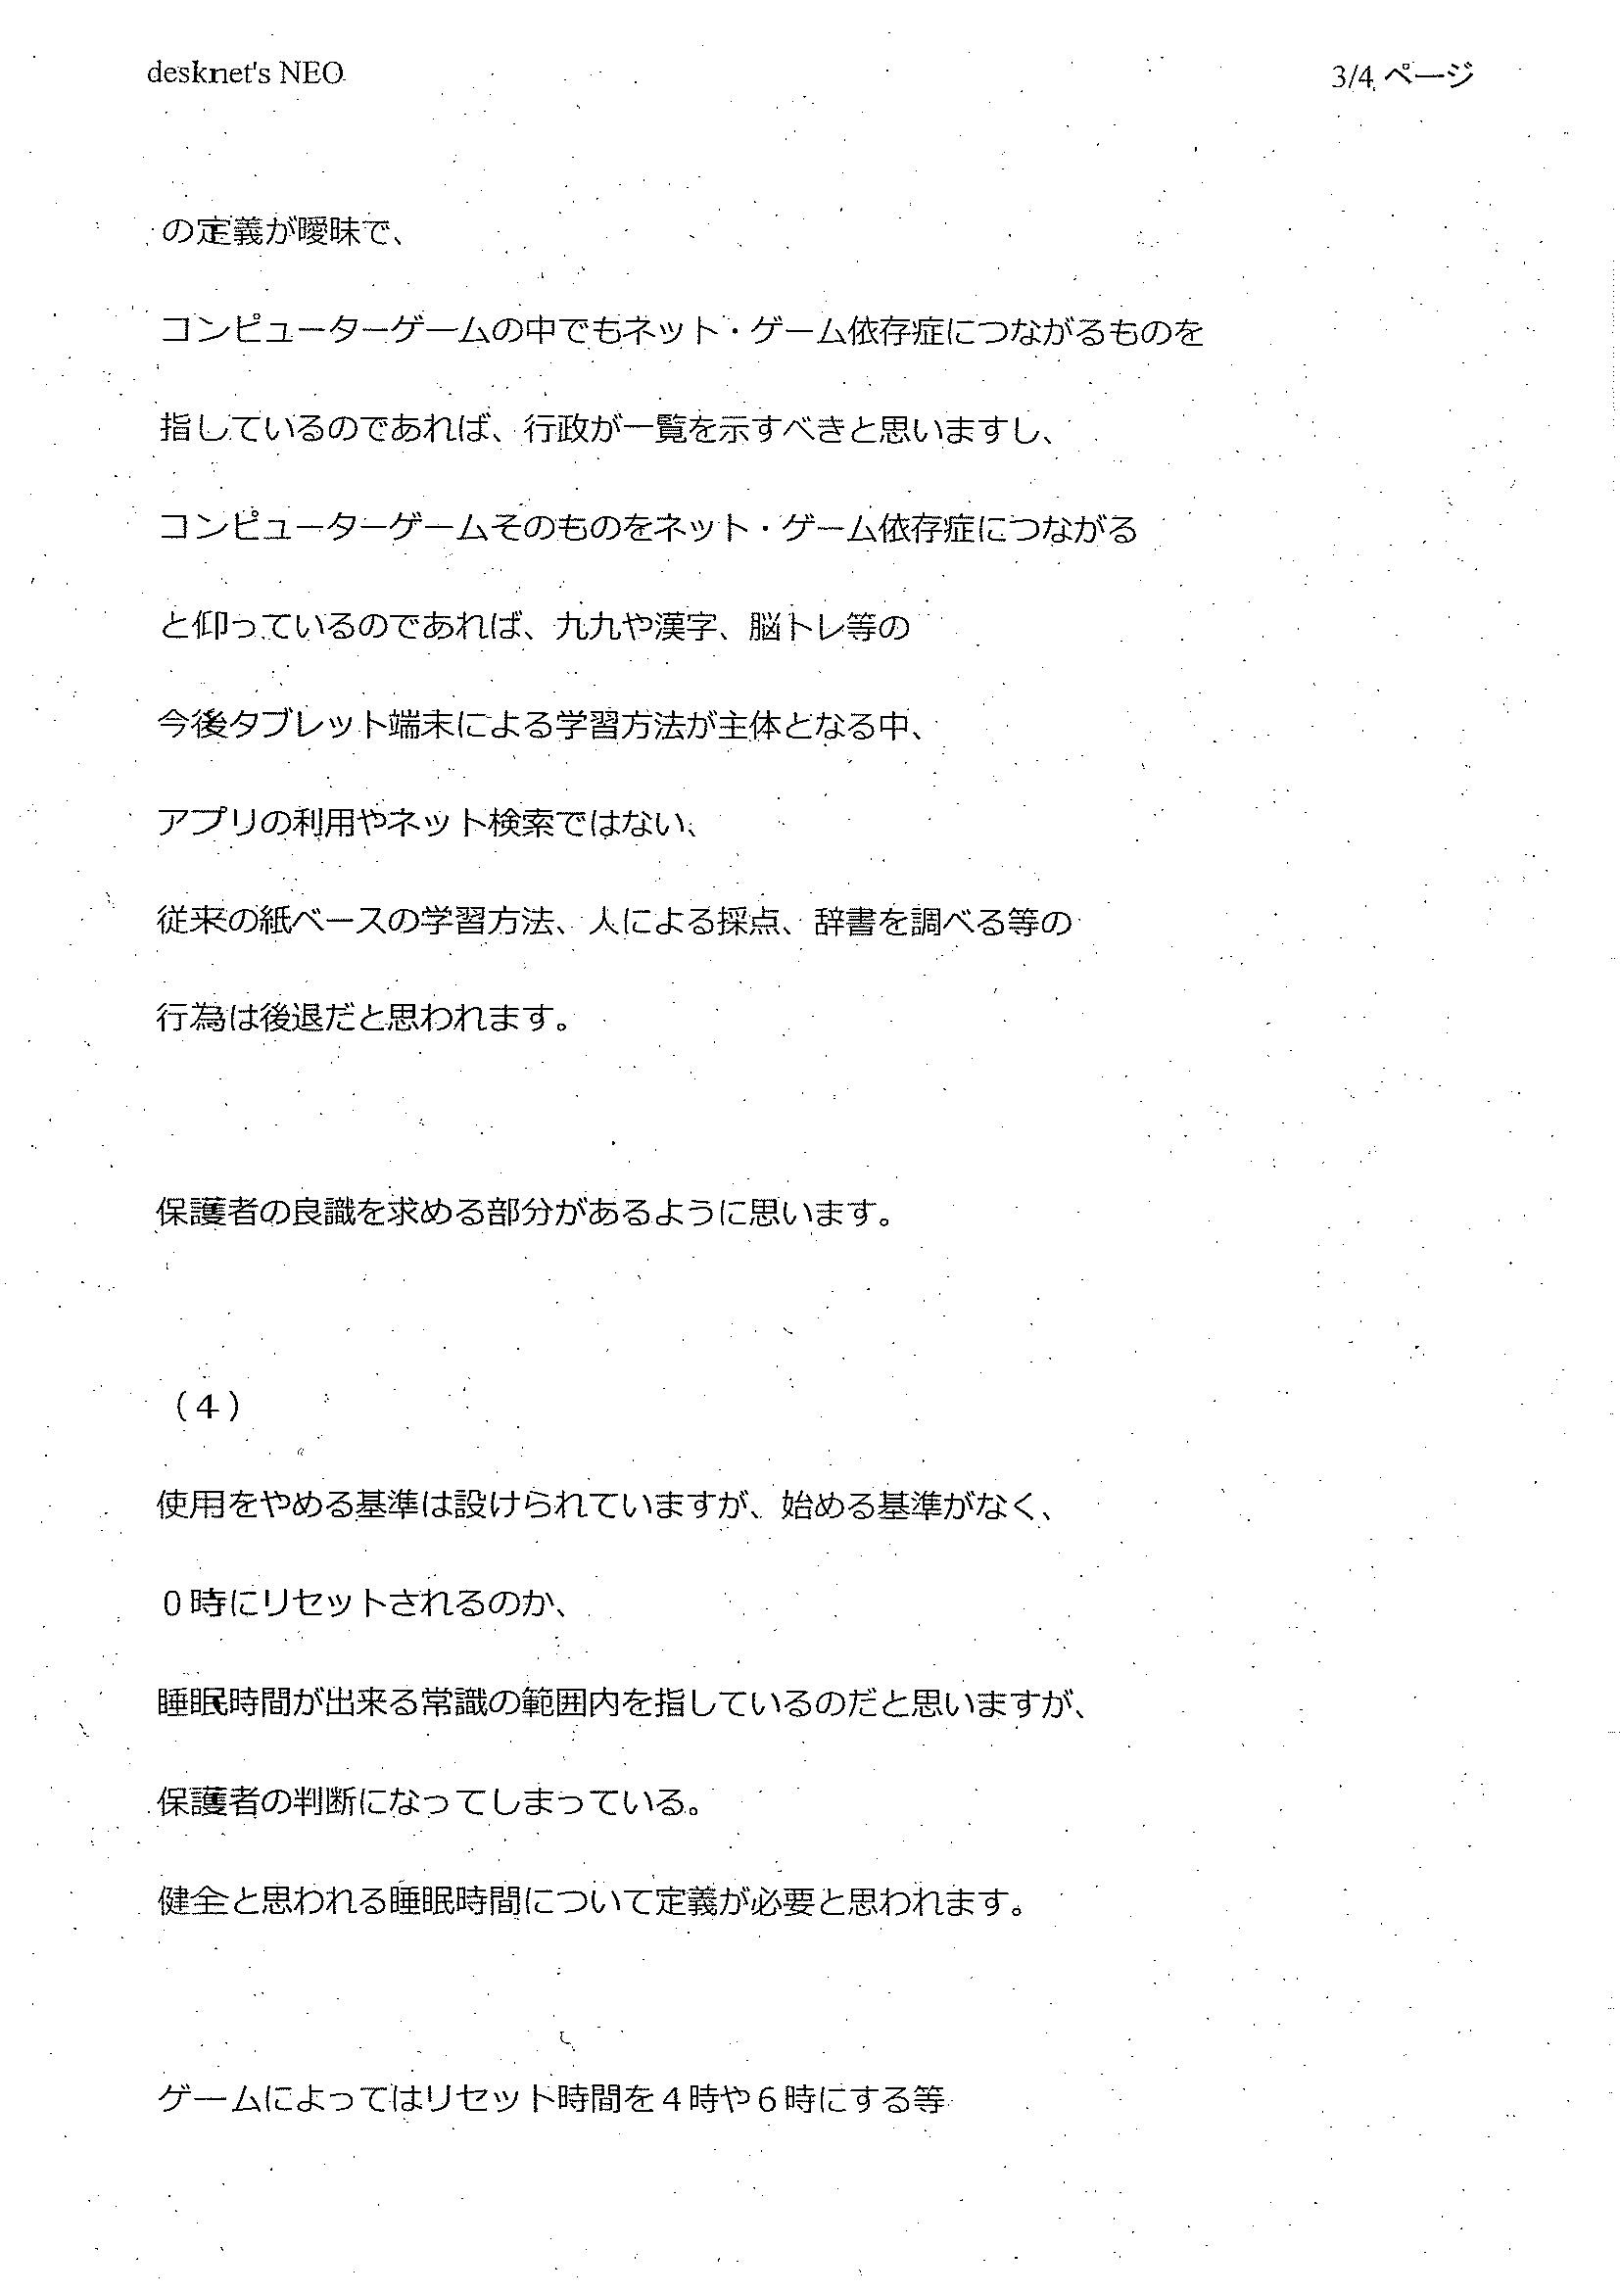 desknet's NEO
3/4 ページ
の定義が曖昧で、
コンピューターゲームの中でもネット・ゲーム依存症につながるものを
指しているのであれば、行政が一覧を示すべきと思いますし、
コンピューターゲームそのものをネット・ゲーム依存症につながる
と仰っているのであれば、九九や漢字、脳トレ等の
今後タブレット端末による学習方法が主体となる中、
アプリの利用やネット検索ではない、
従来の紙ベースの学習方法、人による採点、辞書を調べる等の
行為は後退だと思われます。
保護者の良識を求める部分があるように思います。
（４）
使用をやめる基準は設けられていますが、始める基準がなく、
０時にリセットされるのか、
睡眠時間が出来る常識の範囲内を指しているのだと思いますが、
保護者の判断になってしまっている。
健全と思われる睡眠時間について定義が必要と思われます。
ゲームによってはリセット時間を４時や６時にする等